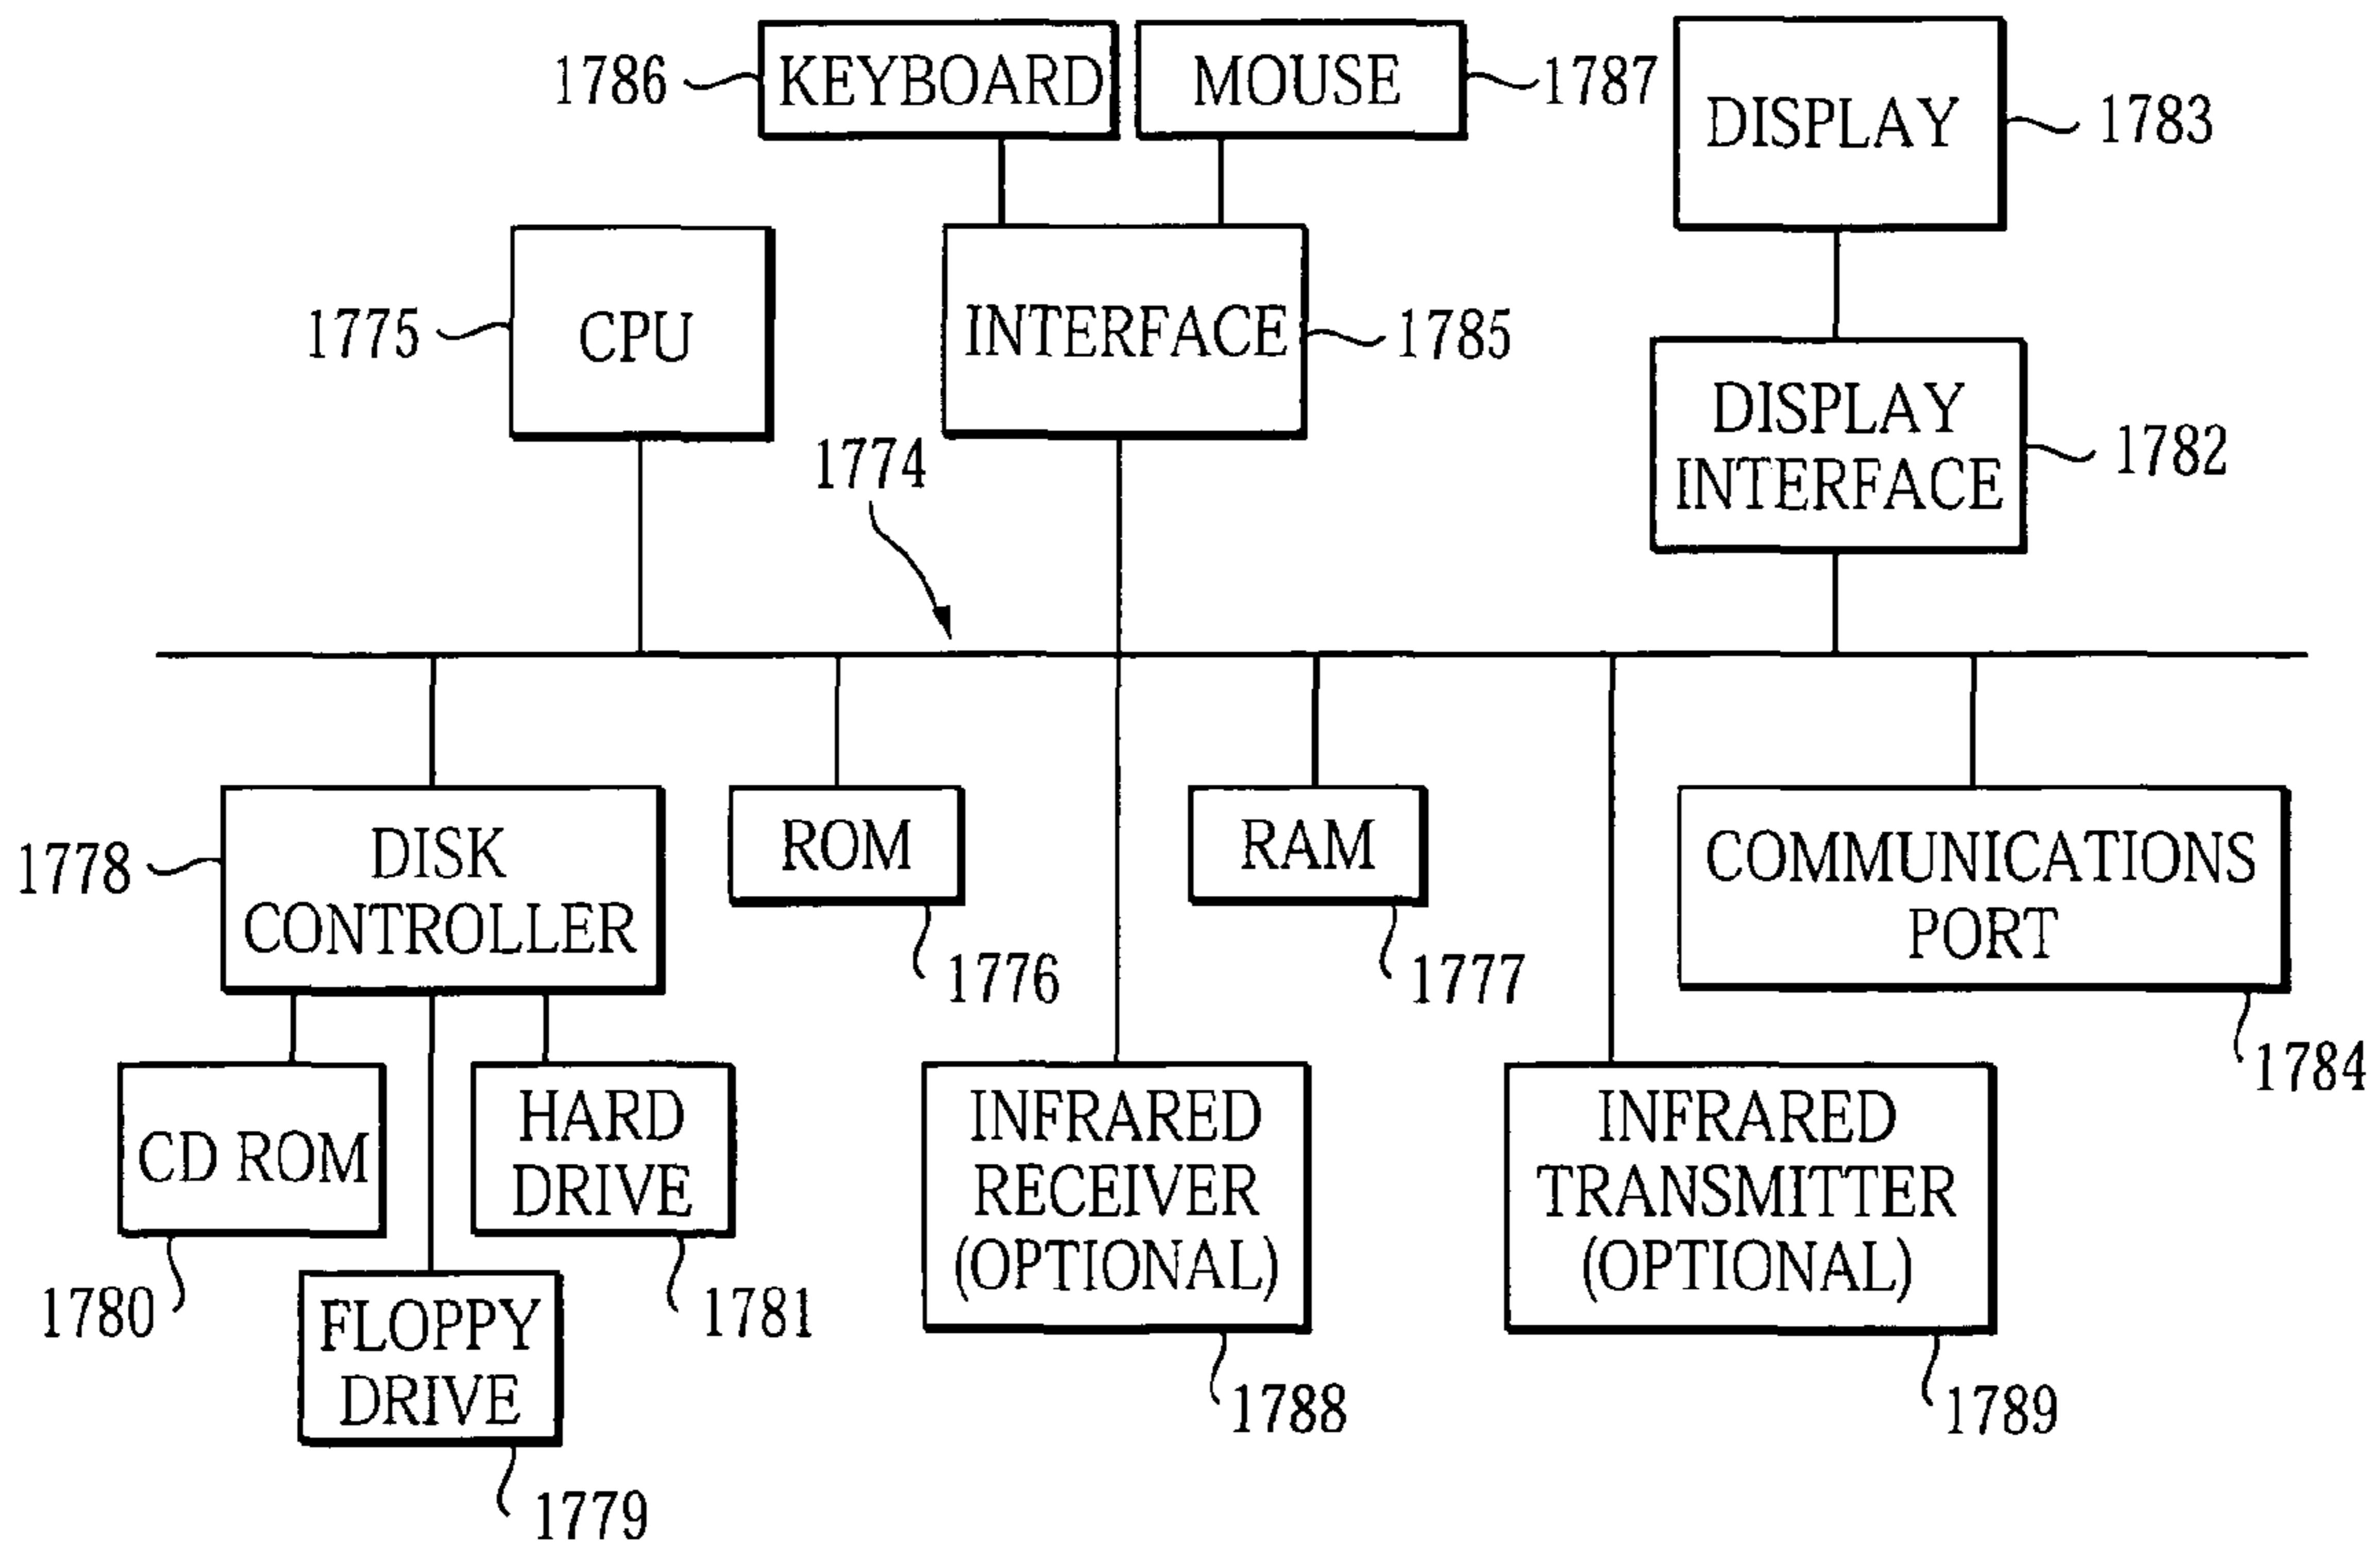 1786
KEYBOARD
MOUSE
1787
DISPLAY
1783
1775
CPU
INTERFACE
1785
DISPLAY
INTERFACE
1782
1774
1778
DISK
CONTROLLER
ROM
1776
RAM
1777
COMMUNICATIONS
PORT
1784
CD ROM
1780
HARD
DRIVE
1781
FLOPPY
DRIVE
1779
INFRARED
RECEIVER
(OPTIONAL)
1788
INFRARED
TRANSMITTER
(OPTIONAL)
1789